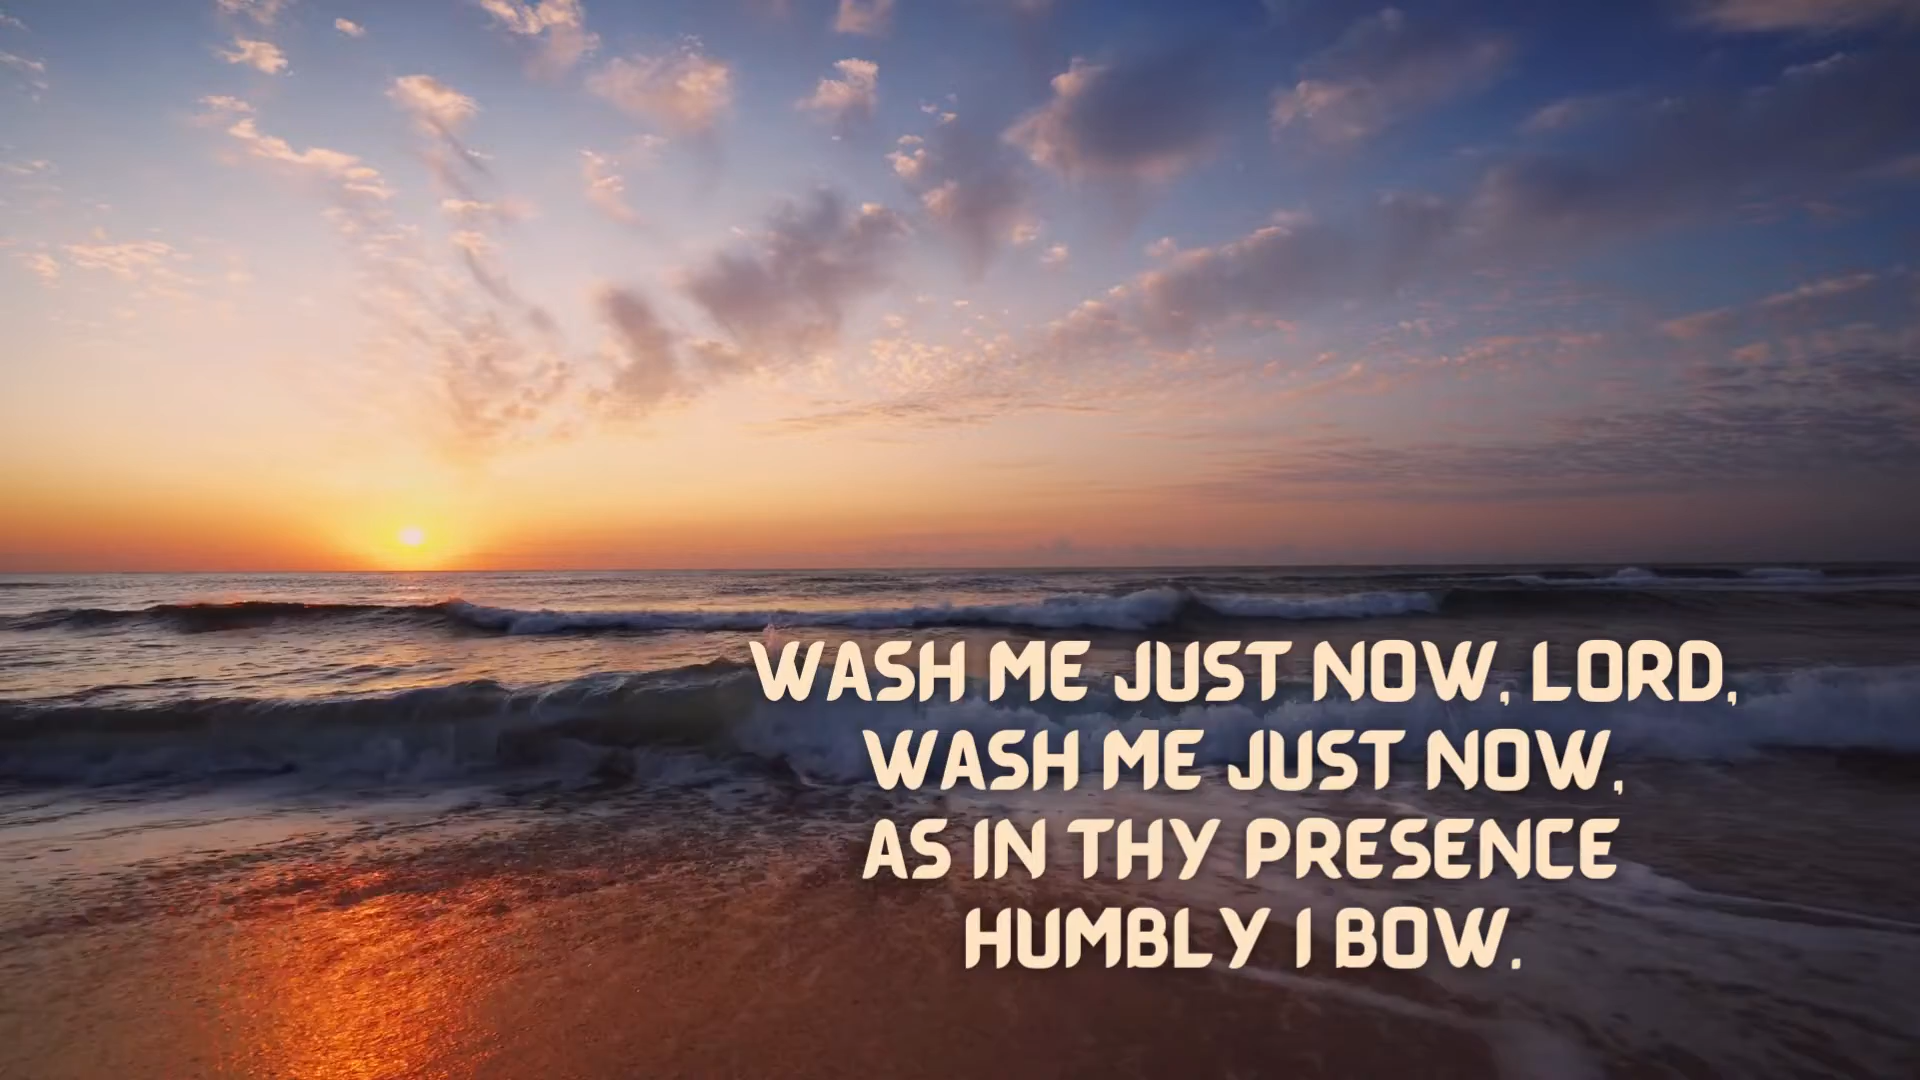 WASH ME JUST NOW, LORD,
WASH ME JUST NOW,
AS IN THY PRESENCE
HUMBLY I BOW.